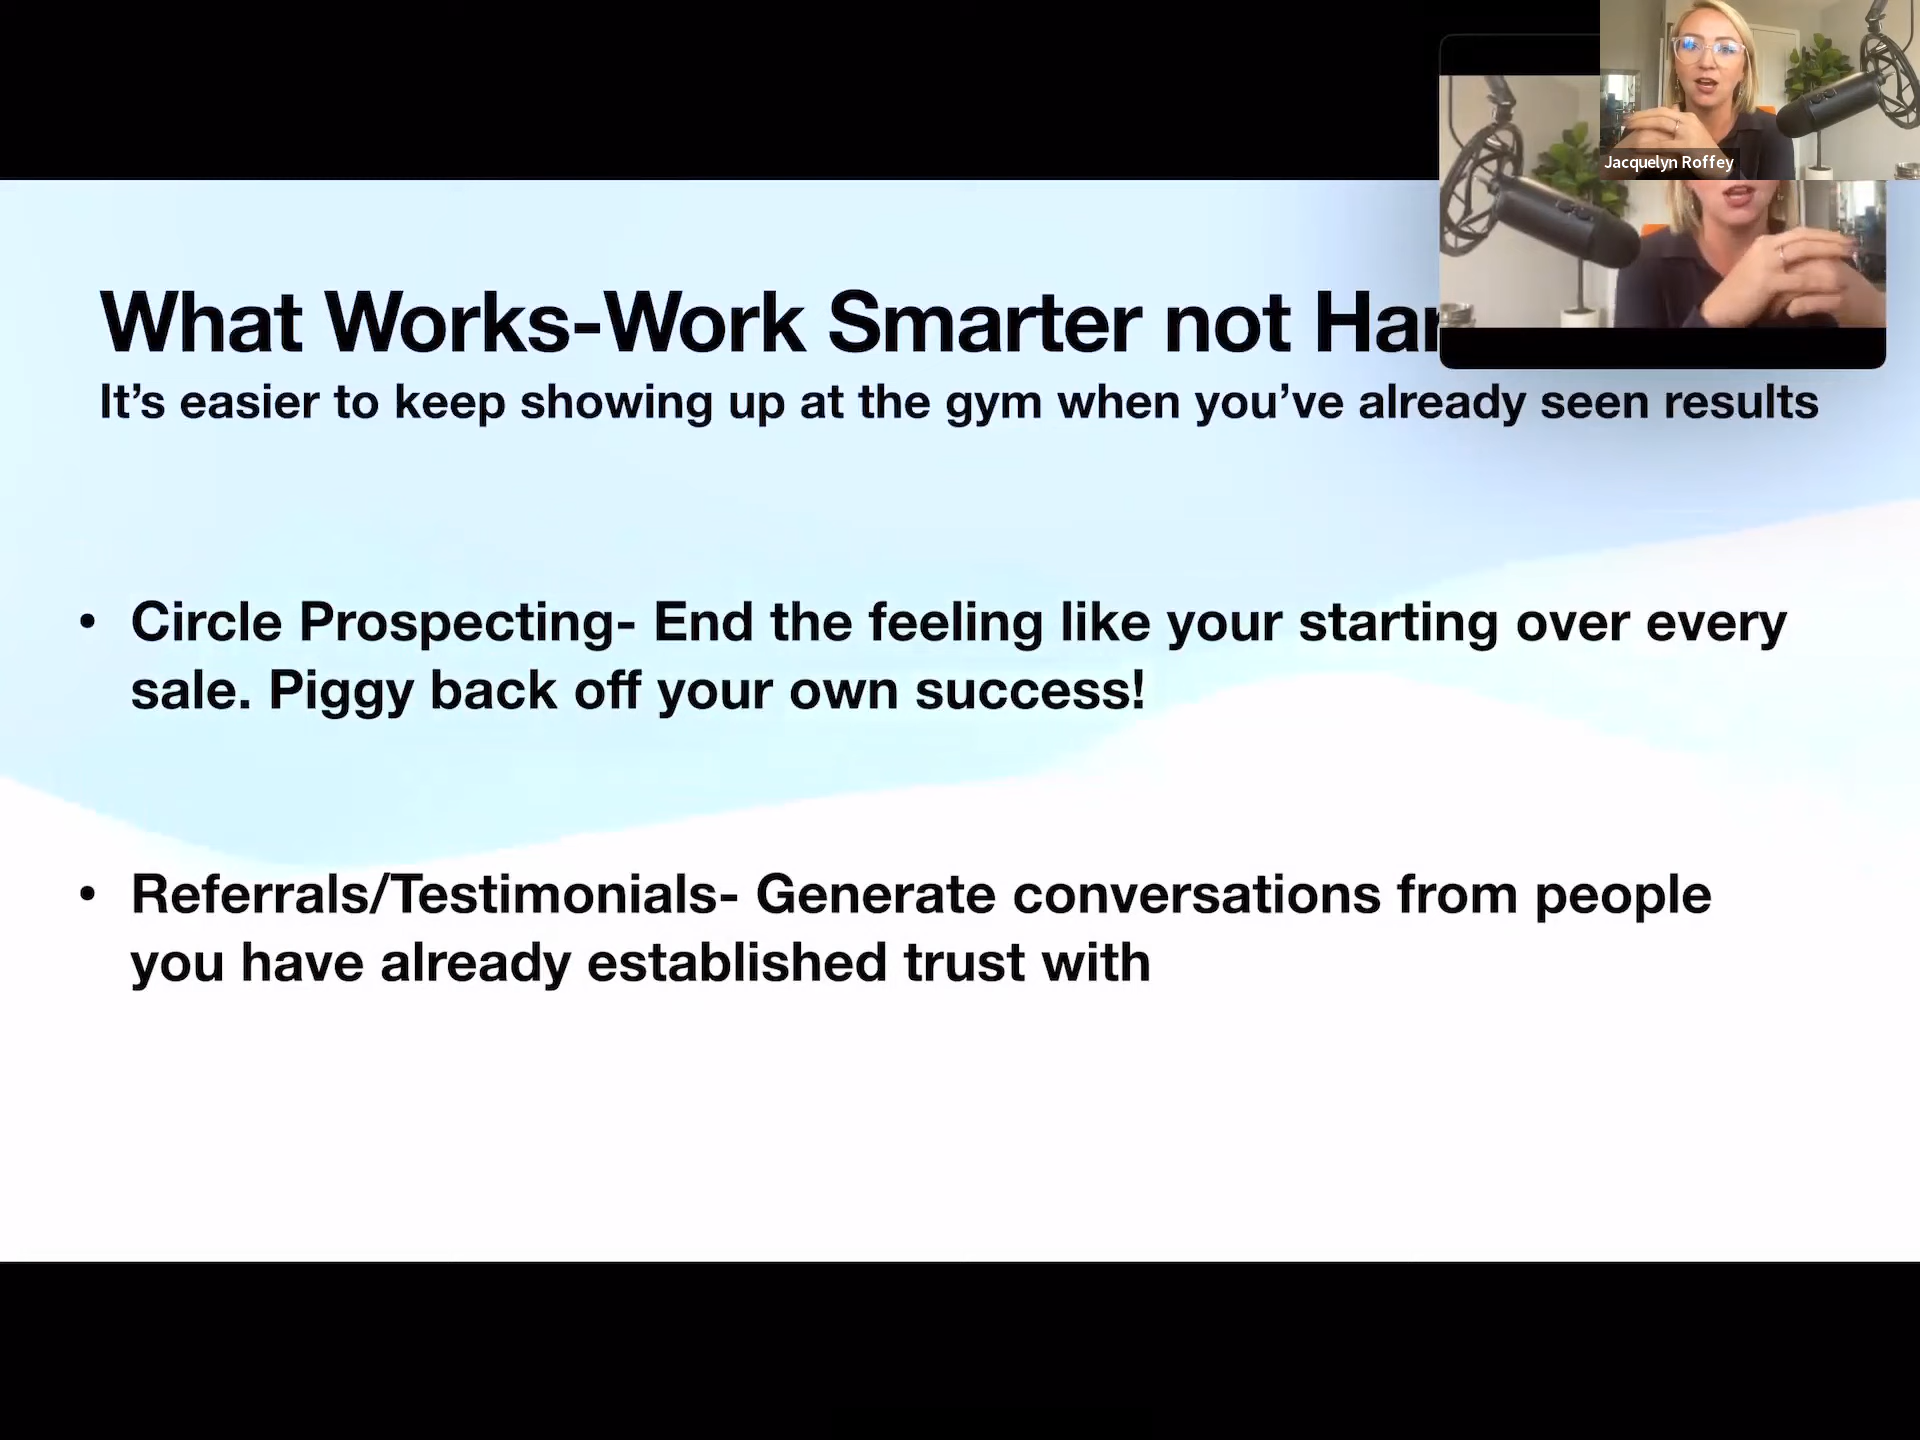 Jacquelyn Roffey
What Works-Work Smarter not
It’s easier to keep showing up at the gym when you’ve already seen results
• Circle Prospecting- End the feeling like your starting over every
sale. Piggy back off your own success!
• Referrals/Testimonials- Generate conversations from people
you have already established trust with